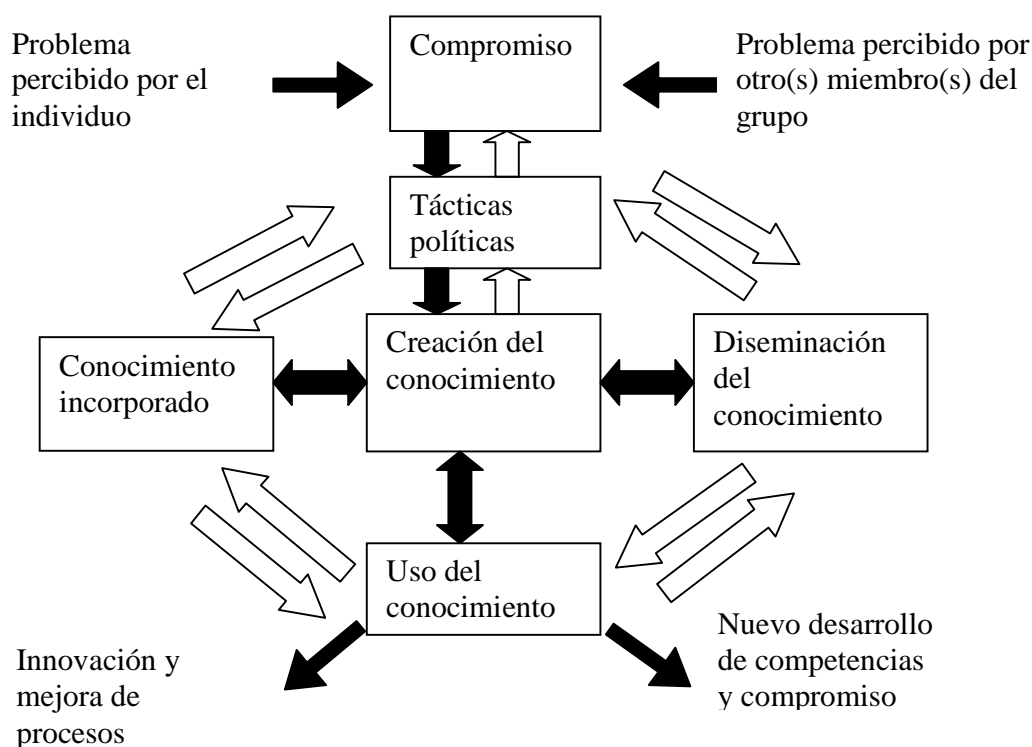 Problema
percibido por el
individuo
Compromiso
Problema percibido por
otro(s) miembro(s) del
grupo
Tácticas
políticas
Conocimiento
incorporado
Creación del
conocimiento
Diseminación
del
conocimiento
Uso del
conocimiento
Innovación y
mejora de
procesos
Nuevo desarrollo
de competencias
y compromiso